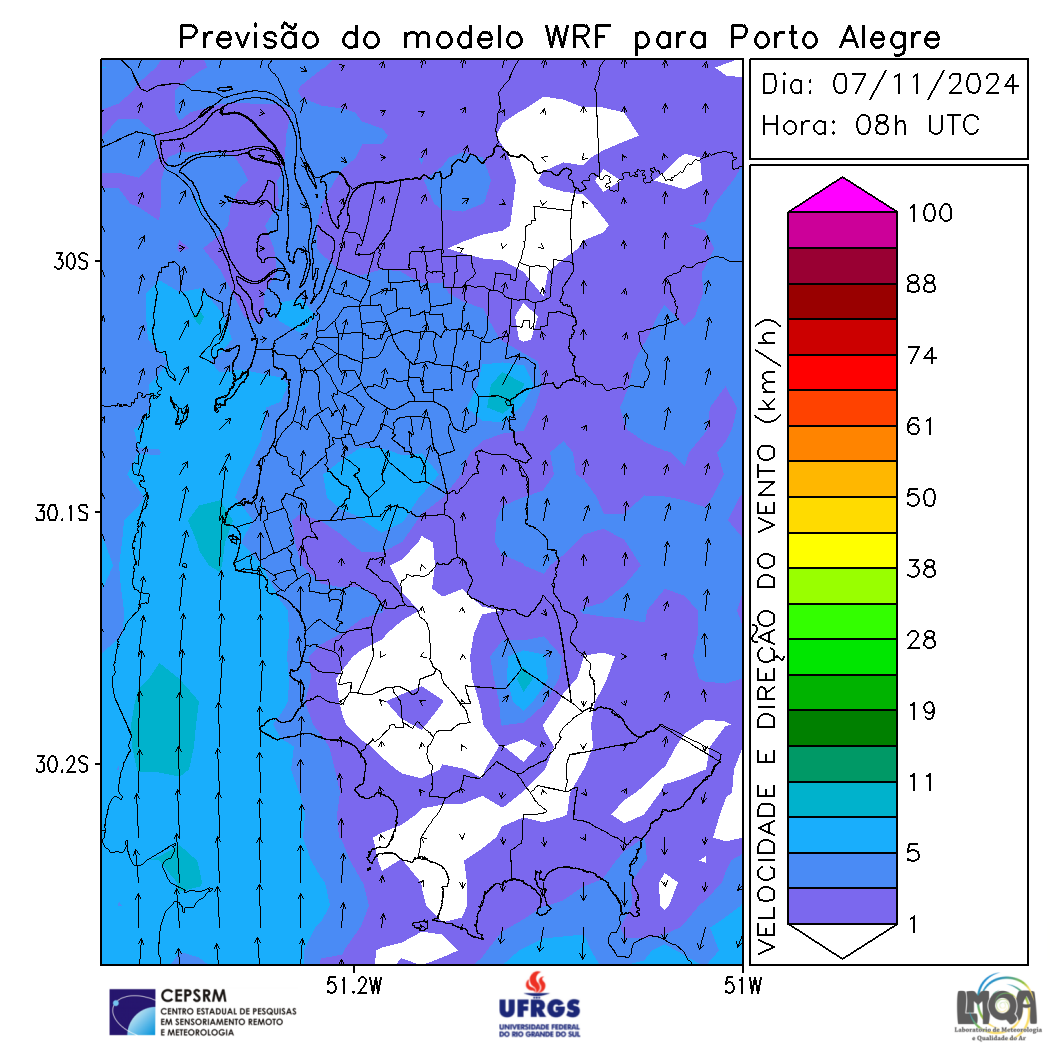 Previsão do modelo WRF para Porto Alegre
Dia: 07/11/2024
Hora: 08h UTC
30S
30.1S
30.2S
51.2W
51W
VELOCIDADE E DIREÇÃO DO VENTO (km/h)
100
88
74
61
50
38
28
19
11
5
1
CEPSRM
CENTRO ESTADUAL DE PESQUISAS
EM SENSORIAMENTO REMOTO
E METEOROLOGIA
UFRGS
UNIVERSIDADE FEDERAL
DO RIO GRANDE DO SUL
LMQA
Laboratório de Meteorologia
e Qualidade do Ar